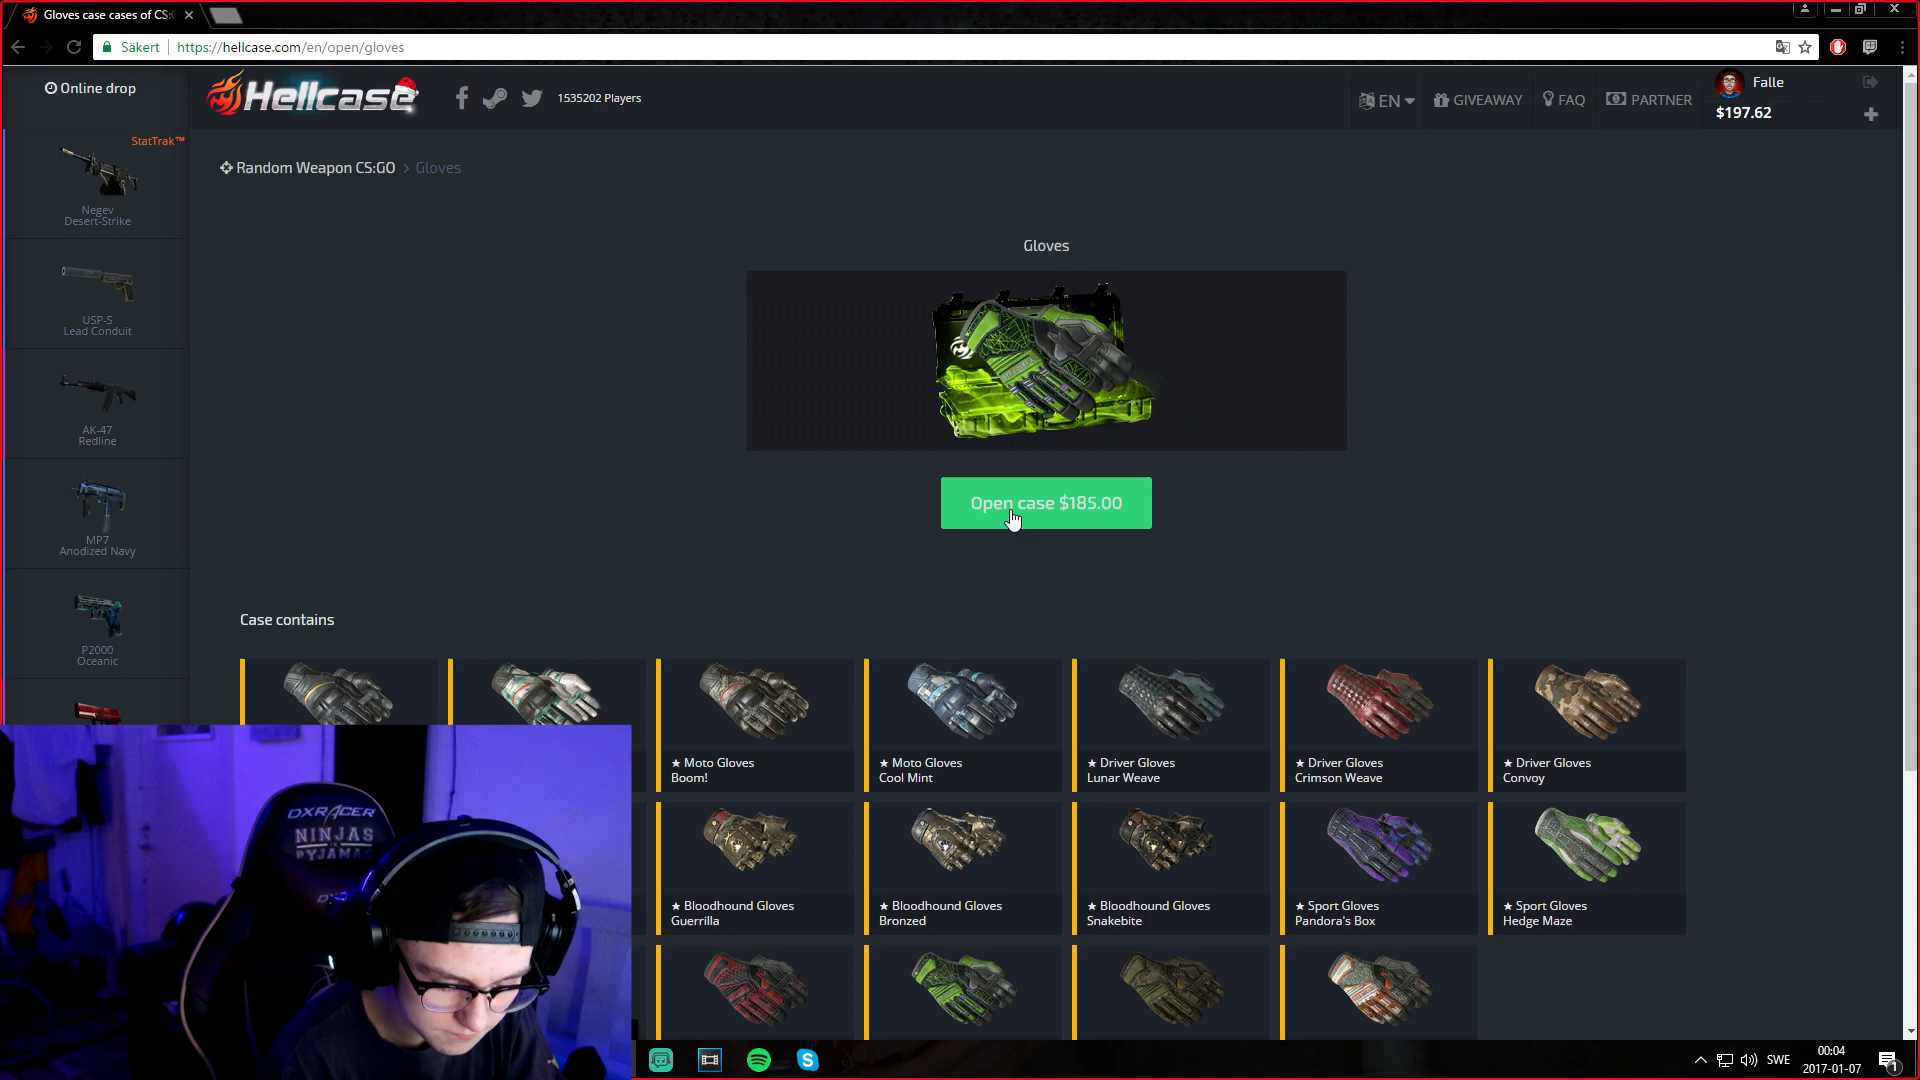 Gloves case cases of CS:G
Säkert
https://hellcase.com/en/open/gloves
Online drop
Hellcase
1535202 Players
EN
GIVEAWAY
FAQ
PARTNER
Falle
$197.62
StatTrak™
Negev
Desert-Strike
USP-S
Lead Conduit
AK-47
Redline
MP7
Anodized Navy
P2000
Oceanic
Random Weapon CS:GO > Gloves
Gloves
Open case $185.00
Case contains
★ Moto Gloves
Boom!
★ Moto Gloves
Cool Mint
★ Driver Gloves
Lunar Weave
★ Driver Gloves
Crimson Weave
★ Driver Gloves
Convoy
★ Bloodhound Gloves
Guerrilla
★ Bloodhound Gloves
Bronzed
★ Bloodhound Gloves
Snakebite
★ Sport Gloves
Pandora's Box
★ Sport Gloves
Hedge Maze
DXRACER
NINJAS
PYJAMAS
SWE
00:04
2017-01-07
1